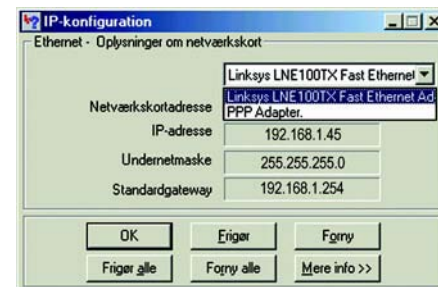 IP-konfiguration
Ethernet - Oplysninger om netværkskort
Linksys LNE100TX Fast Ethernet
Linksys LNE100TX Fast Ethernet Ad
PPP Adapter.
Netværkskortadresse
IP-adresse 192.168.1.45
Undernetmaske 255.255.255.0
Standardgateway 192.168.1.254
OK Frigør Forny
Frigør alle Forny alle Mere info >>